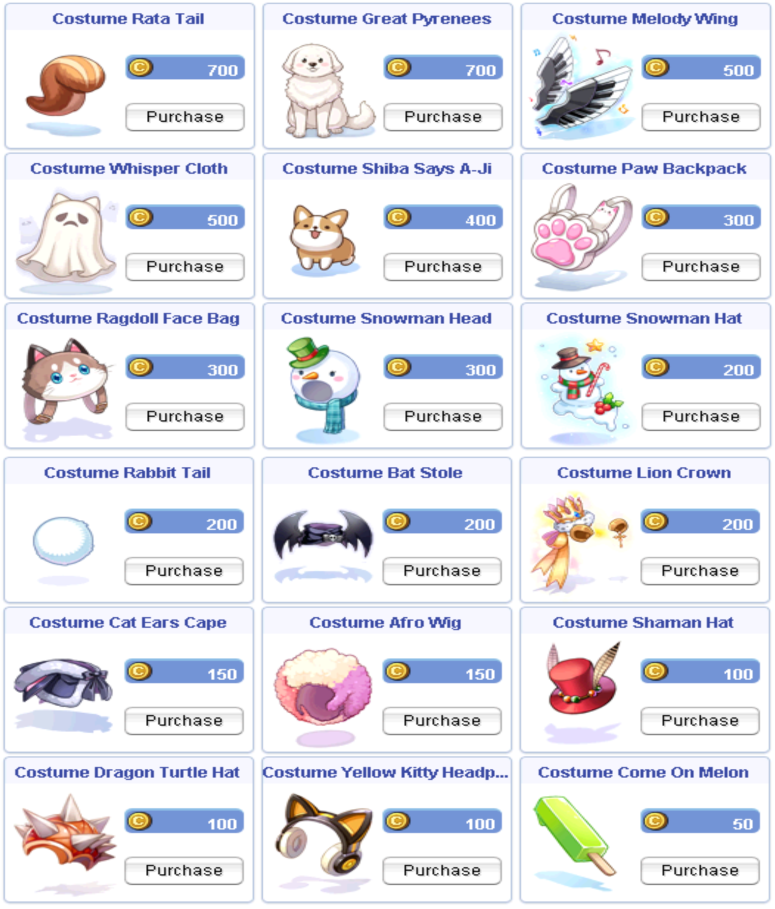 Costume Rata Tail
C 700
Purchase
Costume Great Pyrenees
C 700
Purchase
Costume Melody Wing
C 500
Purchase
Costume Whisper Cloth
C 500
Purchase
Costume Shiba Says A-Ji
C 400
Purchase
Costume Paw Backpack
C 300
Purchase
Costume Ragdoll Face Bag
C 300
Purchase
Costume Snowman Head
C 300
Purchase
Costume Snowman Hat
C 200
Purchase
Costume Rabbit Tail
C 200
Purchase
Costume Bat Stole
C 200
Purchase
Costume Lion Crown
C 200
Purchase
Costume Cat Ears Cape
C 150
Purchase
Costume Afro Wig
C 150
Purchase
Costume Shaman Hat
C 100
Purchase
Costume Dragon Turtle Hat
C 100
Purchase
Costume Yellow Kitty Headp...
C 100
Purchase
Costume Come On Melon
C 50
Purchase